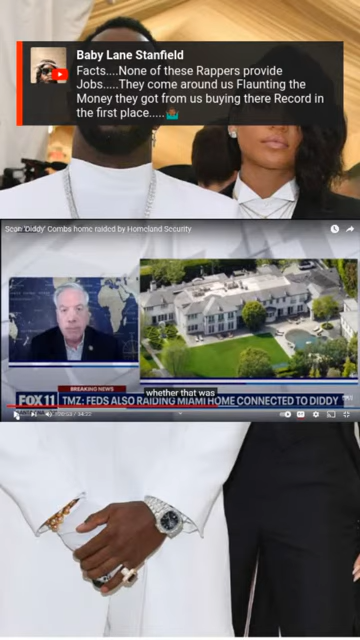 Baby Lane Stanfield
Facts....None of these Rappers provide
Jobs.....They come around us Flaunting the
Money they got from us buying there Record in
the first place.....🤷🏾‍♂️
Sean 'Diddy' Combs home raided by Homeland Security
whether that was
BREAKING NEWS
FOX 11
TMZ: FEDS ALSO RAIDING MIAMI HOME CONNECTED TO DIDDY